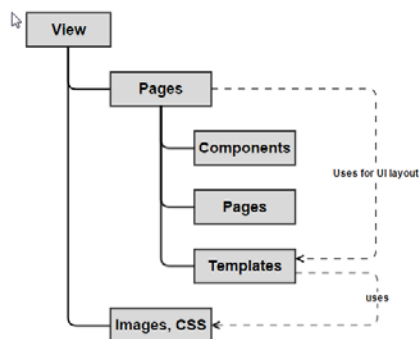 View
Pages
Components
Uses for UI layout
Pages
Templates
uses
Images, CSS